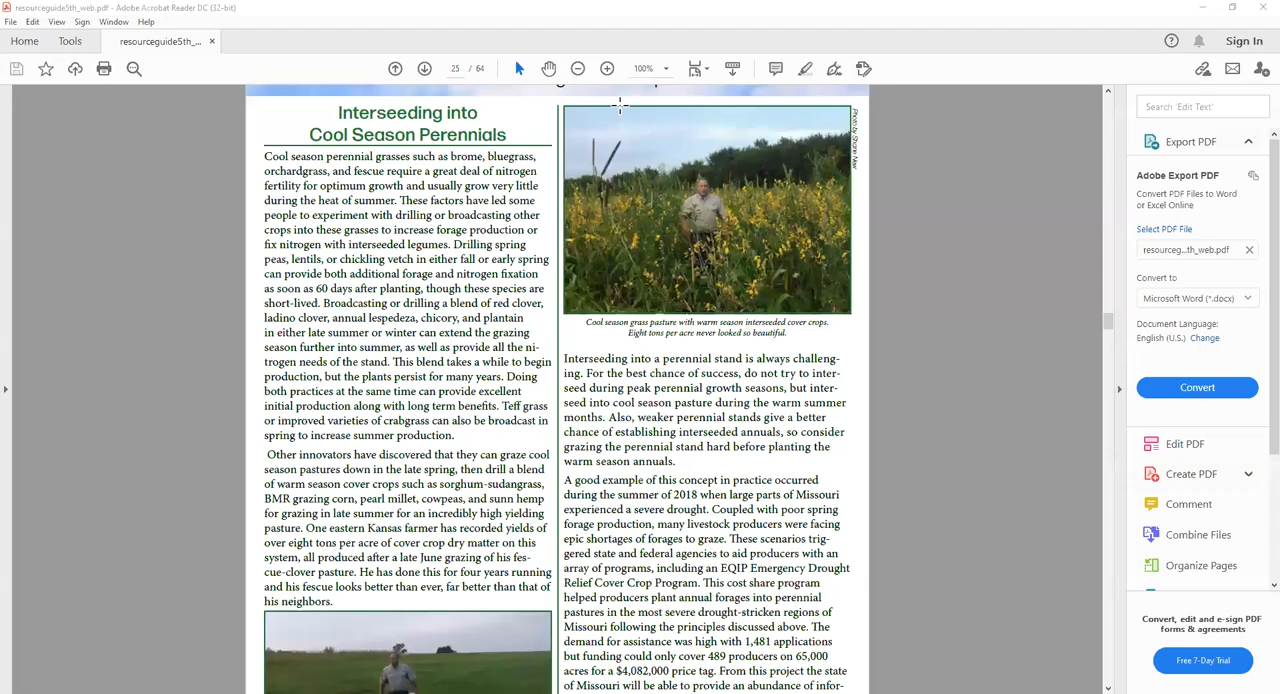 resourceguide5th_web.pdf - Adobe Acrobat Reader DC (32-bit)
File Edit View Sign Window Help
Home Tools resourceguide5th_... × Sign In
25 / 64 100%
Interseeding into
Cool Season Perennials
Cool season perennial grasses such as brome, bluegrass,
orchardgrass, and fescue require a great deal of nitrogen
fertility for optimum growth and usually grow very little
during the heat of summer. These factors have led some
people to experiment with drilling or broadcasting other
crops into these grasses to increase forage production or
fix nitrogen with interseeded legumes. Drilling spring
peas, lentils, or chickling vetch in either fall or early spring
can provide both additional forage and nitrogen fixation
as soon as 60 days after planting, though these species are
short-lived. Broadcasting or drilling a blend of red clover,
ladino clover, annual lespedeza, chicory, and plantain
in either late summer or winter can extend the grazing
season further into summer, as well as provide all the ni-
trogen needs of the stand. This blend takes a while to begin
production, but the plants persist for many years. Doing
both practices at the same time can provide excellent
initial production along with long term benefits. Teff grass
or improved varieties of crabgrass can also be broadcast in
spring to increase summer production.
Other innovators have discovered that they can graze cool
season pastures down in the late spring, then drill a blend
of warm season cover crops such as sorghum-sudangrass,
BMR grazing corn, pearl millet, cowpeas, and sunn hemp
for grazing in late summer for an incredibly high yielding
pasture. One eastern Kansas farmer has recorded yields of
over eight tons per acre of cover crop dry matter on this
system, all produced after a late June grazing of his fes-
cue-clover pasture. He has done this for four years running
and his fescue looks better than ever, far better than that of
his neighbors.
Photo by Shane New
Cool season grass pasture with warm season interseeded cover crops.
Eight tons per acre never looked so beautiful.
Interseeding into a perennial stand is always challeng-
ing. For the best chance of success, do not try to inter-
seed during peak perennial growth seasons, but inter-
seed into cool season pasture during the warm summer
months. Also, weaker perennial stands give a better
chance of establishing interseeded annuals, so consider
grazing the perennial stand hard before planting the
warm season annuals.
A good example of this concept in practice occurred
during the summer of 2018 when large parts of Missouri
experienced a severe drought. Coupled with poor spring
forage production, many livestock producers were facing
epic shortages of forages to graze. These scenarios trig-
gered state and federal agencies to aid producers with an
array of programs, including an EQIP Emergency Drought
Relief Cover Crop Program. This cost share program
helped producers plant annual forages into perennial
pastures in the most severe drought-stricken regions of
Missouri following the principles discussed above. The
demand for assistance was high with 1,481 applications
but funding could only cover 489 producers on 65,000
acres for a $4,082,000 price tag. From this project the state
of Missouri will be able to provide an abundance of infor-
Search 'Edit Text'
Export PDF
Adobe Export PDF
Convert PDF Files to Word
or Excel Online
Select PDF File
resourceg...th_web.pdf ×
Convert to
Microsoft Word (*.docx)
Document Language:
English (U.S.) Change
Convert
Edit PDF
Create PDF
Comment
Combine Files
Organize Pages
Convert, edit and e-sign PDF
forms & agreements
Free 7-Day Trial